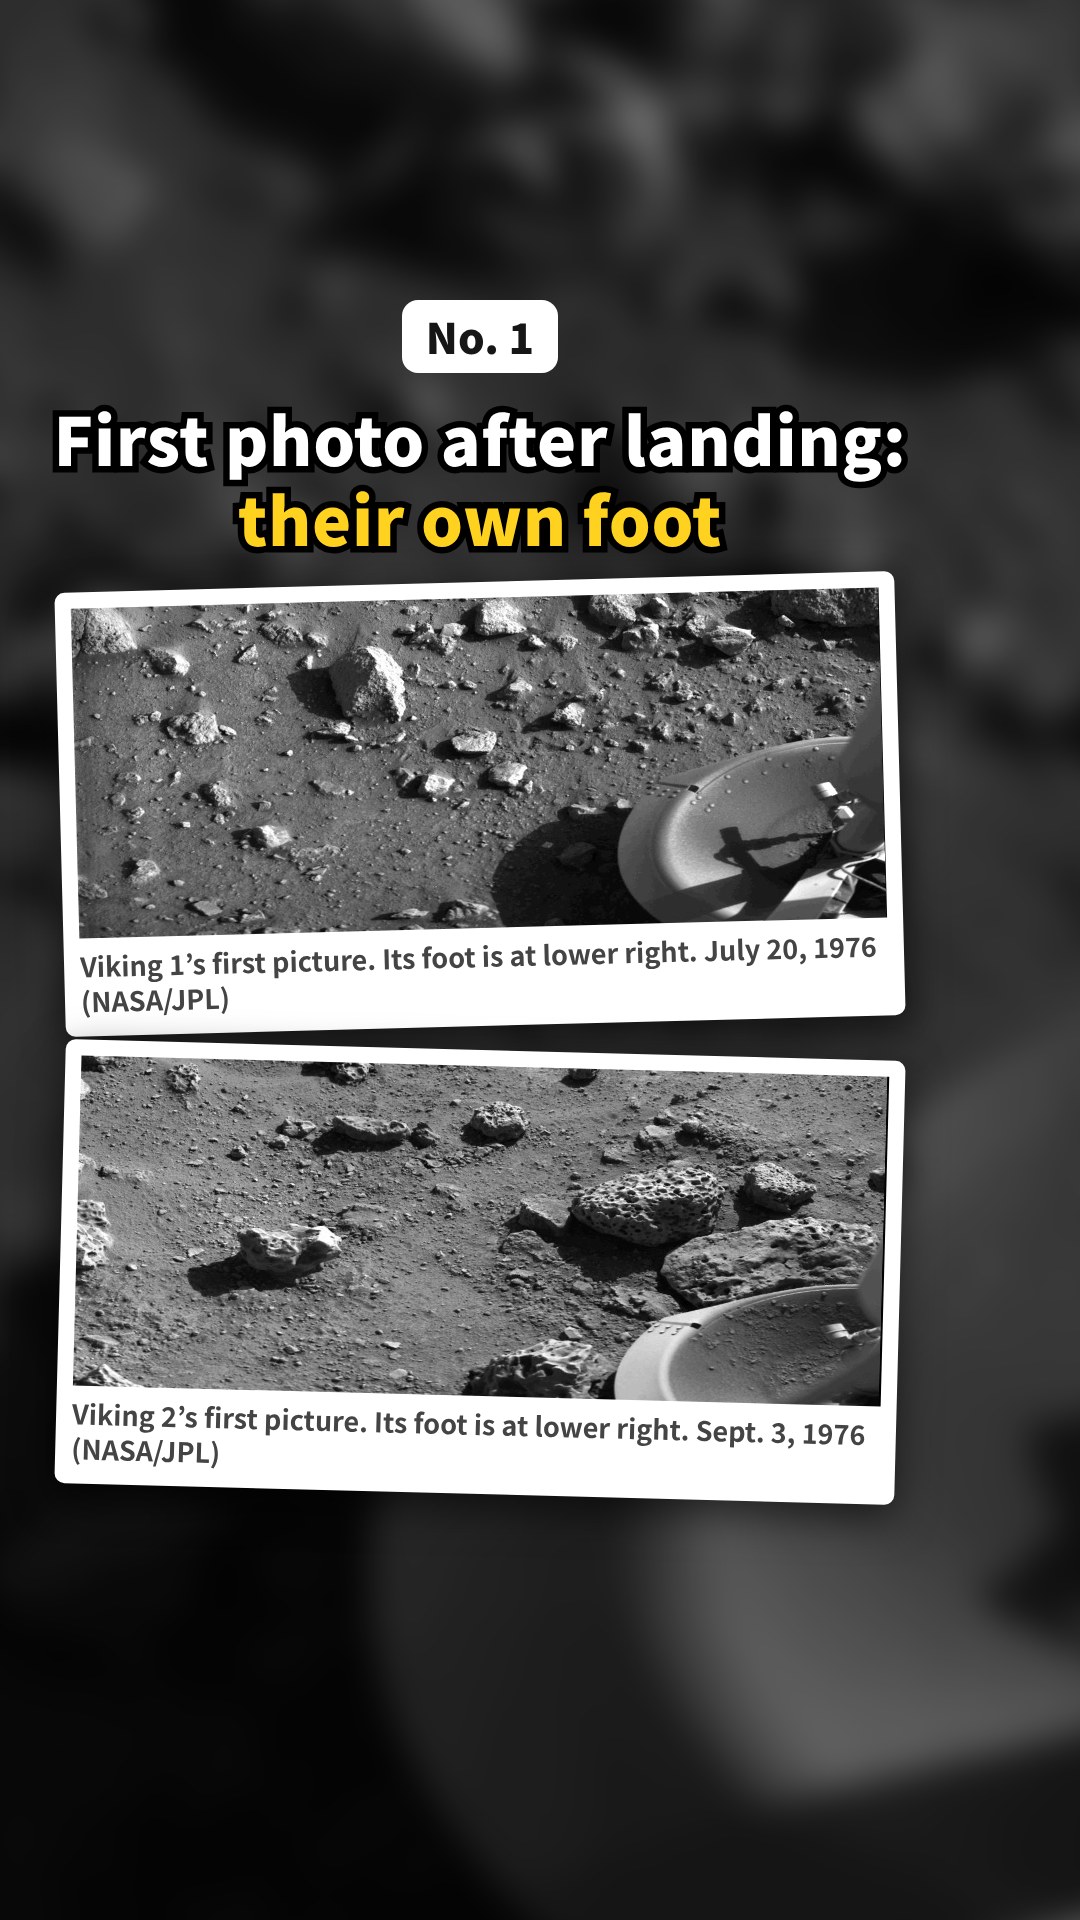 No. 1
First photo after landing:
their own foot
Viking 1’s first picture. Its foot is at lower right. July 20, 1976
(NASA/JPL)
Viking 2’s first picture. Its foot is at lower right. Sept. 3, 1976
(NASA/JPL)